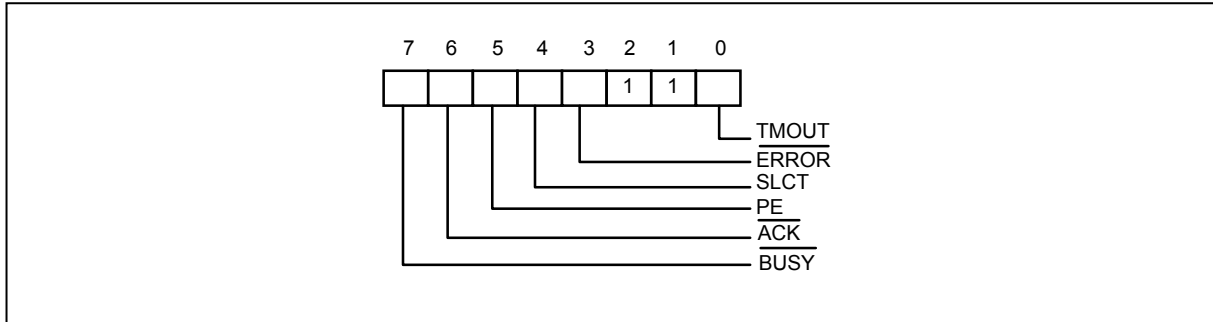 7 6 5 4 3 2 1 0
1 1
TMOUT
ERROR
SLCT
PE
ACK
BUSY